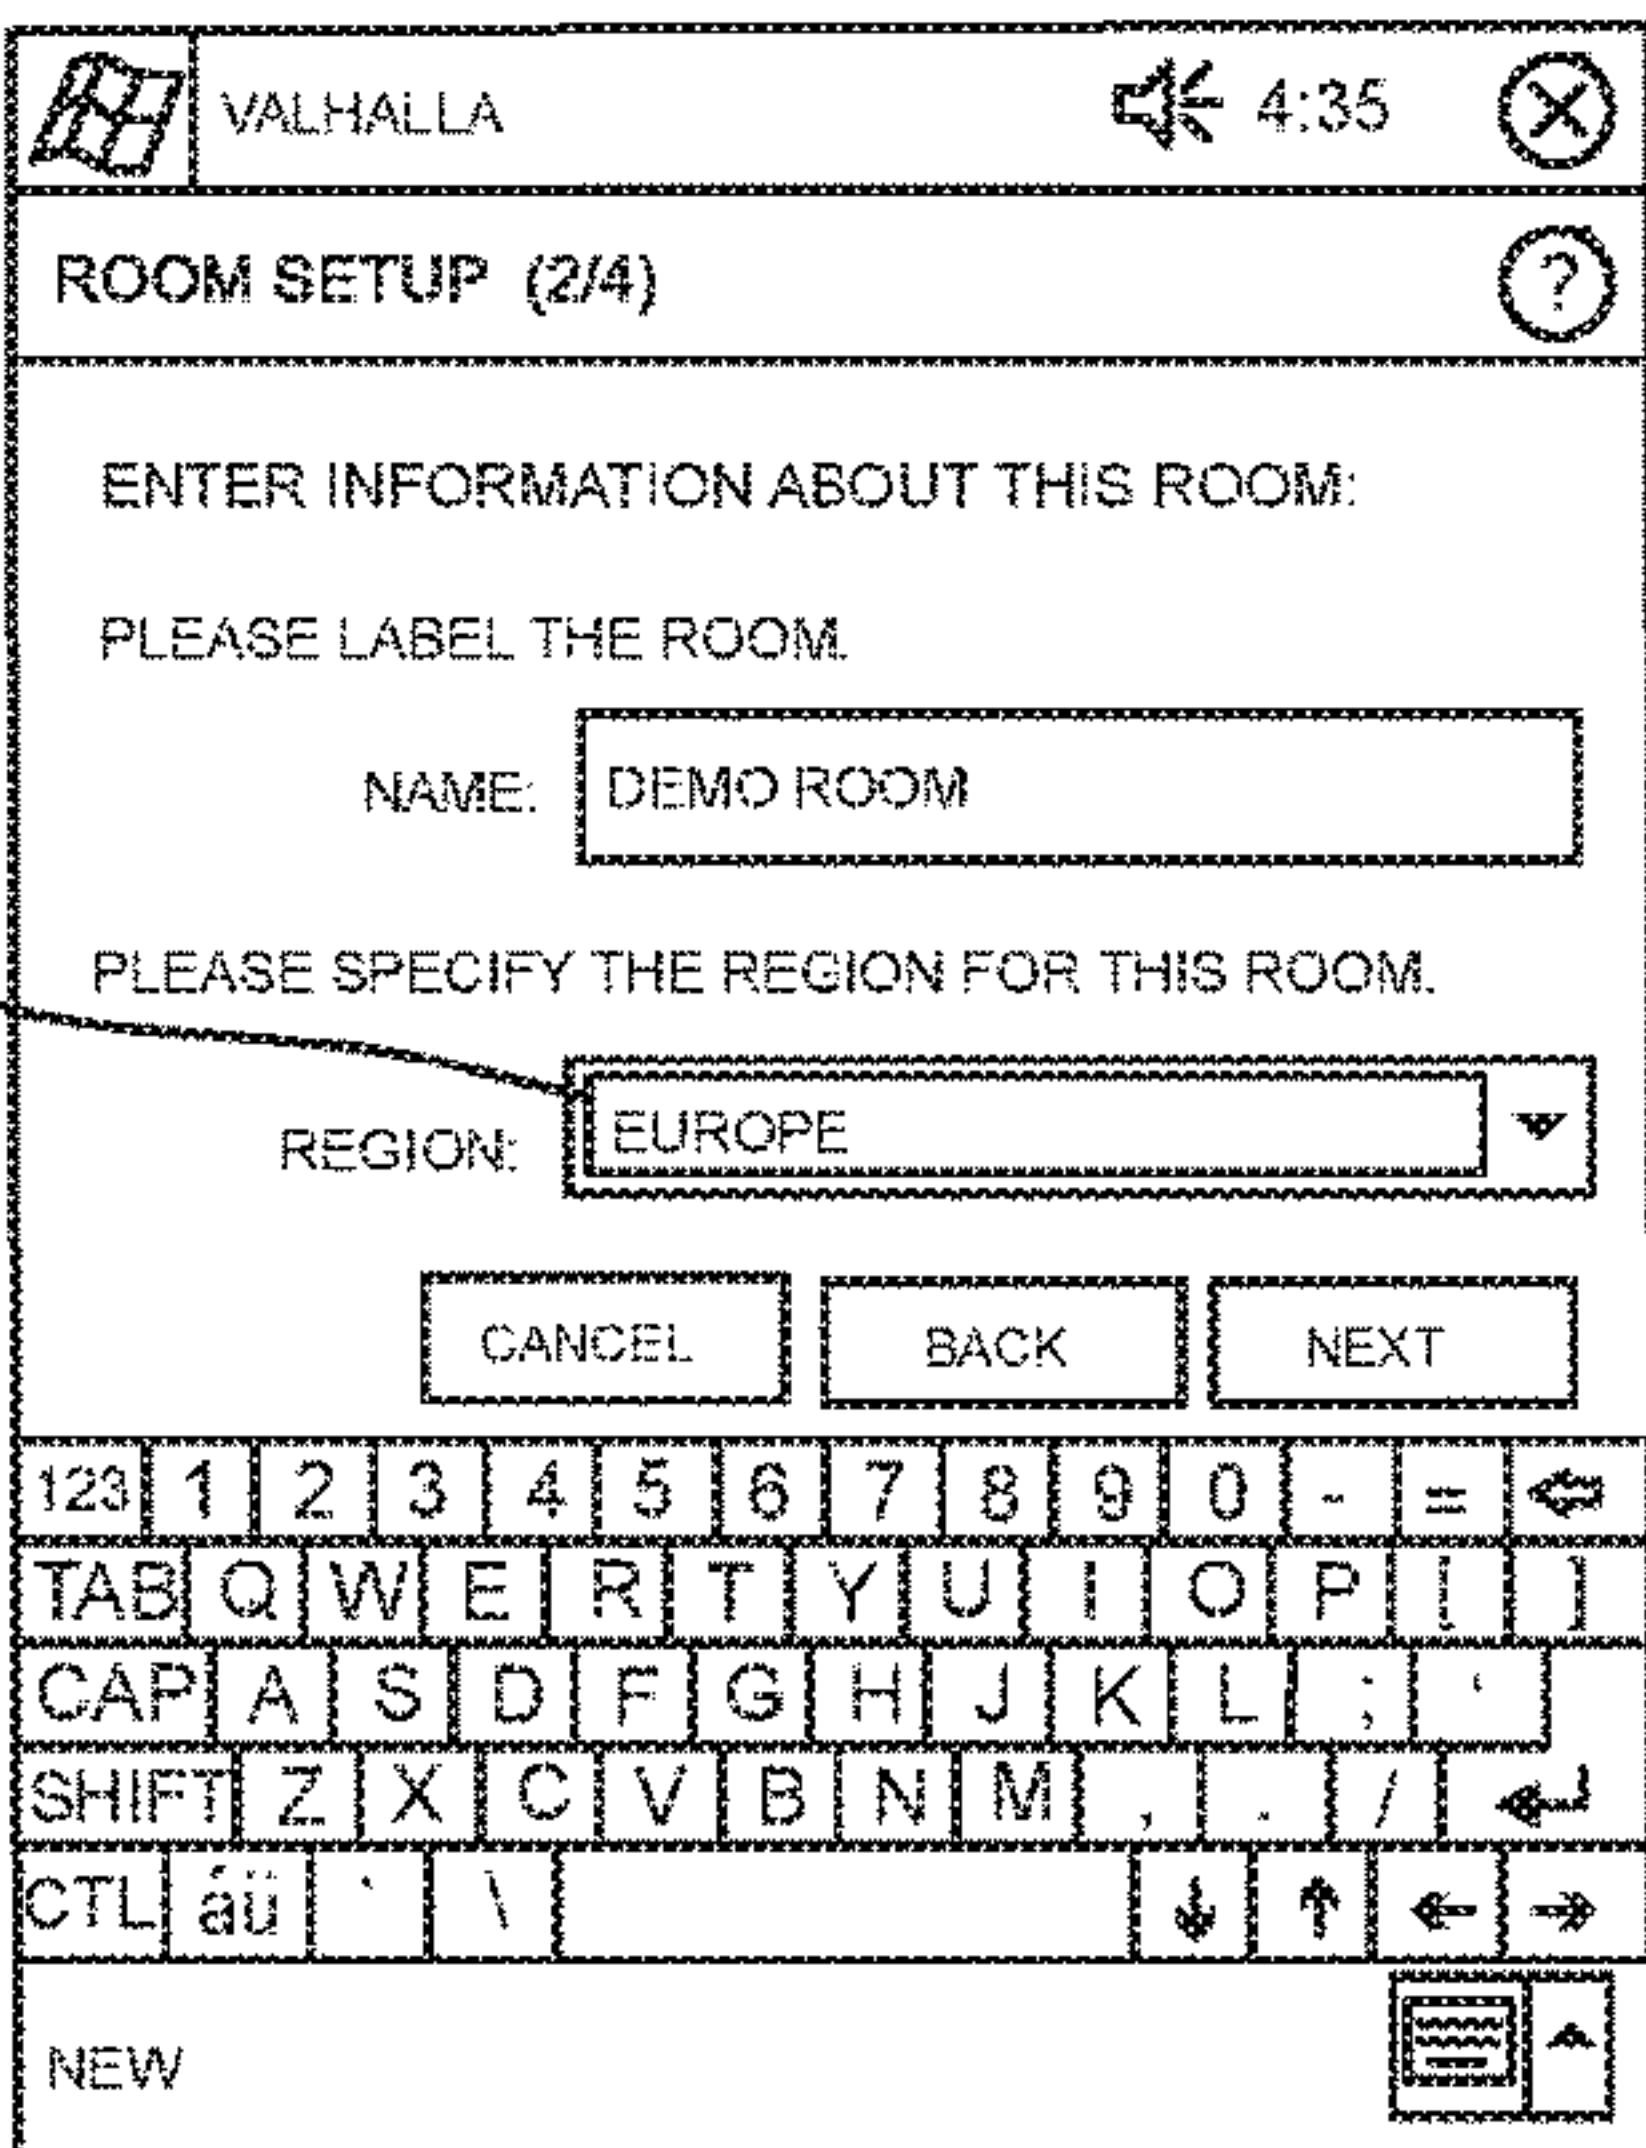 VALHALLA 4:35
ROOM SETUP (2/4) ?
ENTER INFORMATION ABOUT THIS ROOM:
PLEASE LABEL THE ROOM.
NAME: DEMO ROOM
PLEASE SPECIFY THE REGION FOR THIS ROOM.
REGION: EUROPE
CANCEL BACK NEXT
123 1 2 3 4 5 6 7 8 9 0 - =
TAB Q W E R T Y U I O P [ ]
CAP A S D F G H J K L ; '
SHIFT Z X C V B N M , . /
CTL áü ` \
NEW